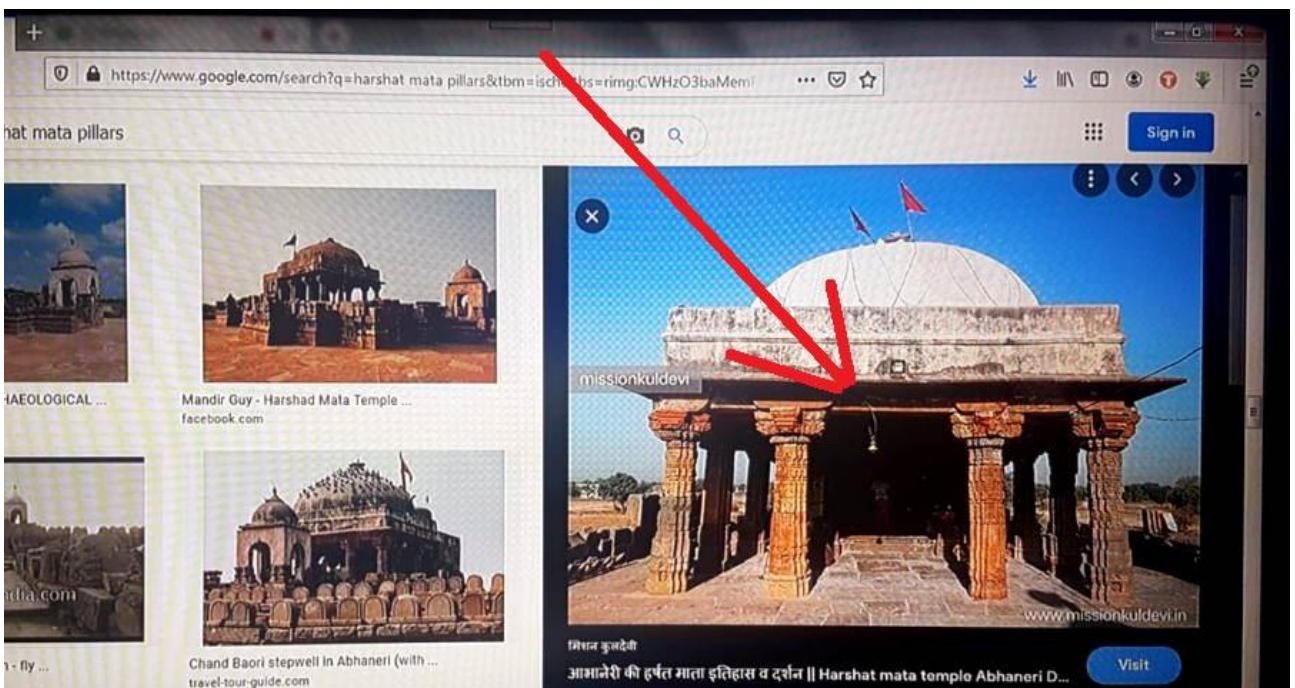 https://www.google.com/search?q=harshat mata pillars&tbm=isch
hat mata pillars
Sign in
missionkuldevi
HAEOLOGICAL ...
Mandir Guy - Harshad Mata Temple ...
facebook.com
dia.com
www.missionkuldevi.in
- fly ...
Chand Baori stepwell in Abhaneri (with ...
travel-tour-guide.com
मिशन कुलदेवी
आभानेरी की हर्षत माता इतिहास व दर्शन || Harshat mata temple Abhaneri D...
Visit